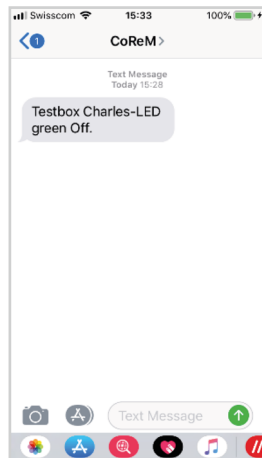 Swisscom 15:33 100%
1
CoReM
Text Message
Today 15:28
Testbox Charles-LED
green Off.
Text Message